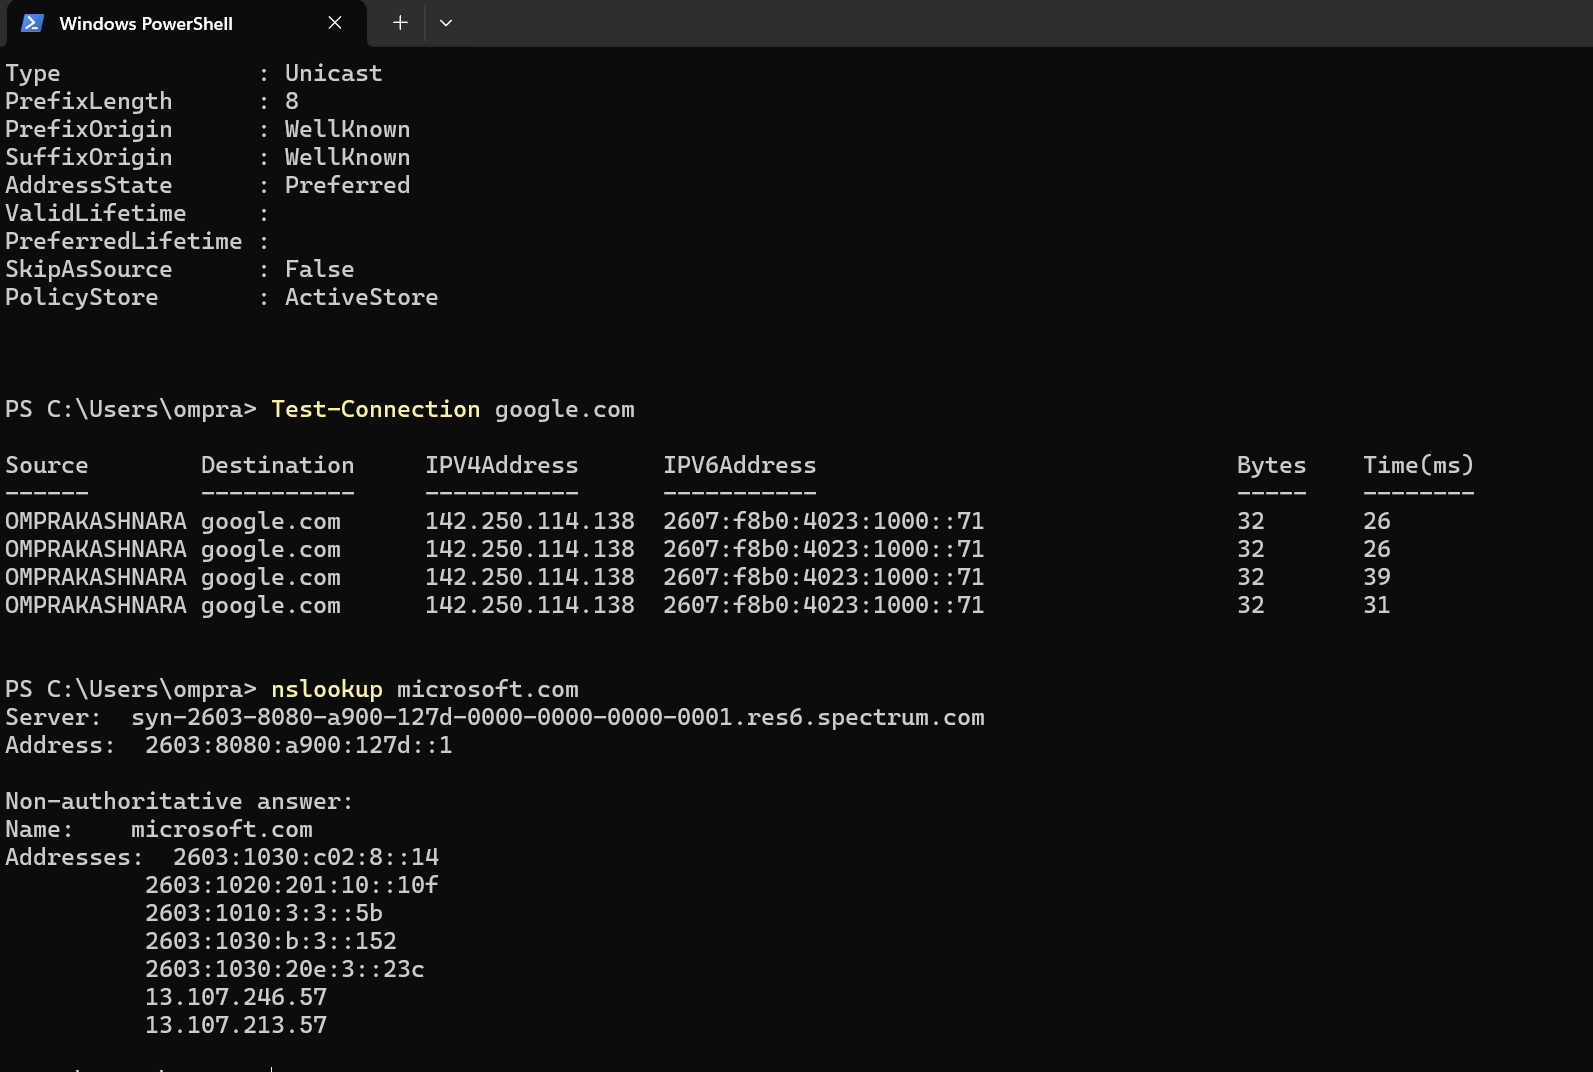 Windows PowerShell
Type : Unicast
PrefixLength : 8
PrefixOrigin : WellKnown
SuffixOrigin : WellKnown
AddressState : Preferred
ValidLifetime :
PreferredLifetime :
SkipAsSource : False
PolicyStore : ActiveStore
PS C:\Users\ompra> Test-Connection google.com
Source Destination IPV4Address IPV6Address Bytes Time(ms)
------ ----------- ----------- ----------- ----- --------
OMPRAKASHNARA google.com 142.250.114.138 2607:f8b0:4023:1000::71 32 26
OMPRAKASHNARA google.com 142.250.114.138 2607:f8b0:4023:1000::71 32 26
OMPRAKASHNARA google.com 142.250.114.138 2607:f8b0:4023:1000::71 32 39
OMPRAKASHNARA google.com 142.250.114.138 2607:f8b0:4023:1000::71 32 31
PS C:\Users\ompra> nslookup microsoft.com
Server: syn-2603-8080-a900-127d-0000-0000-0000-0001.res6.spectrum.com
Address: 2603:8080:a900:127d::1
Non-authoritative answer:
Name: microsoft.com
Addresses: 2603:1030:c02:8::14
2603:1020:201:10::10f
2603:1010:3:3::5b
2603:1030:b:3::152
2603:1030:20e:3::23c
13.107.246.57
13.107.213.57